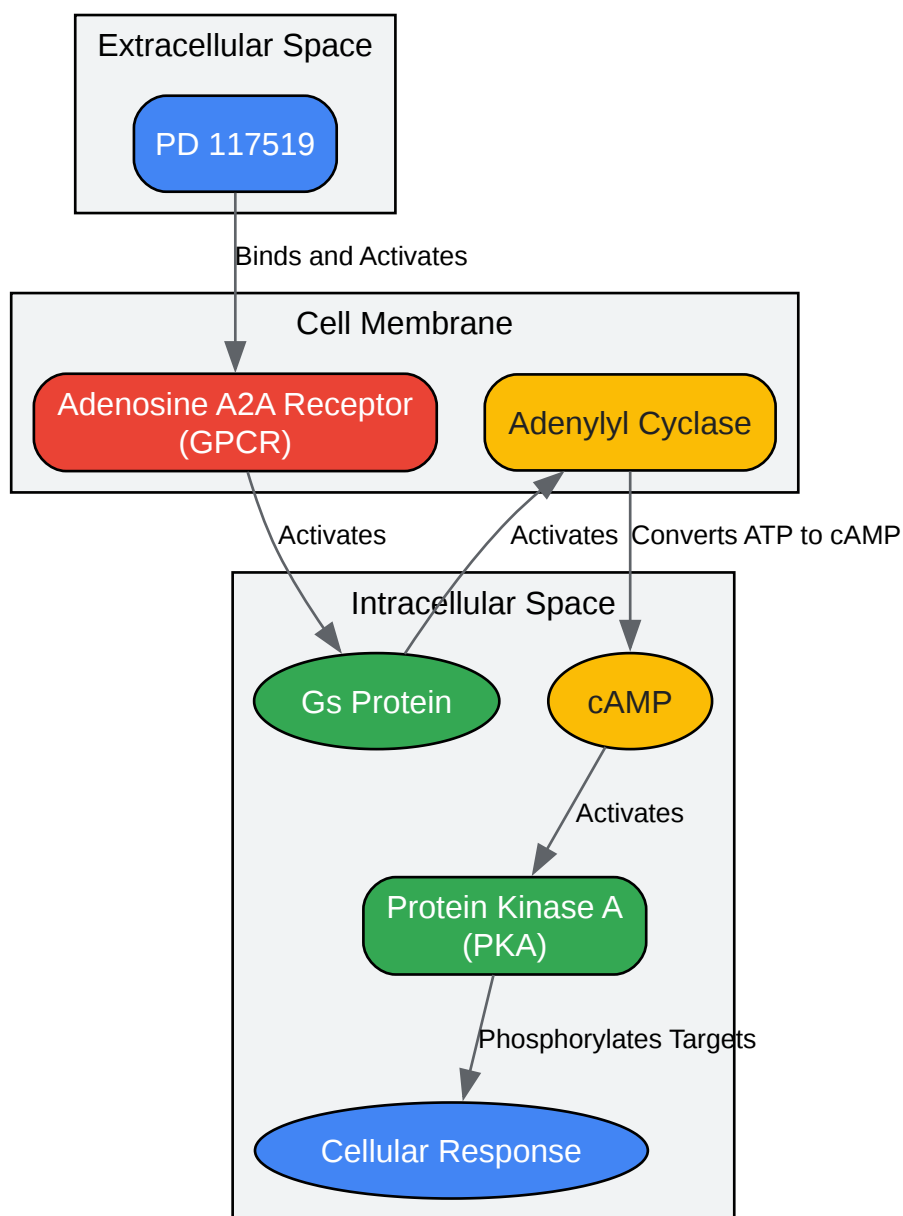 Extracellular Space
PD 117519
Binds and Activates
Cell Membrane
Adenosine A2A Receptor
(GPCR)
Adenylyl Cyclase
Activates
Activates
Converts ATP to cAMP
Intracellular Space
Gs Protein
cAMP
Activates
Protein Kinase A
(PKA)
Phosphorylates Targets
Cellular Response